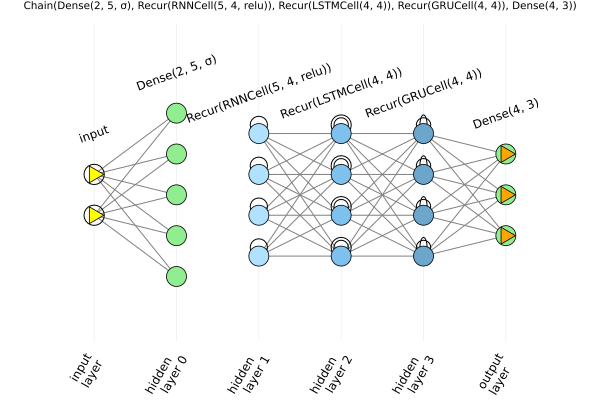 Chain(Dense(2, 5, σ), Recur(RNNCell(5, 4, relu)), Recur(LSTMCell(4, 4)), Recur(GRUCell(4, 4)), Dense(4, 3))
input
Dense(2, 5, σ)
Recur(RNNCell(5, 4, relu))
Recur(LSTMCell(4, 4))
Recur(GRUCell(4, 4))
Dense(4, 3)
input
layer
hidden
layer 0
hidden
layer 1
hidden
layer 2
hidden
layer 3
output
layer